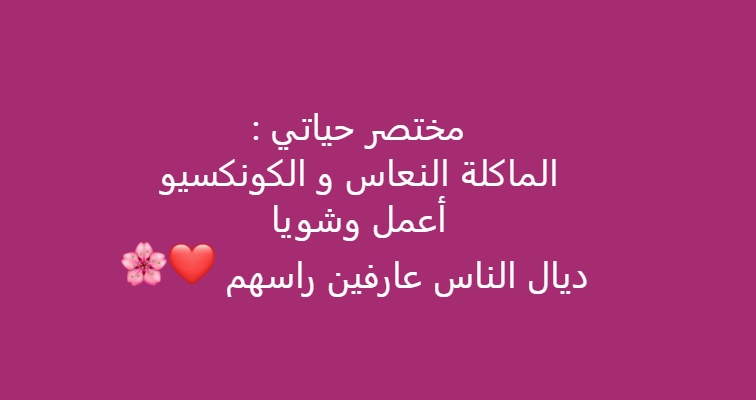 مختصر حياتي :
الماكلة النعاس و الكونكسيو
أعمل وشويا
ديال الناس عارفين راسهم ❤️🌸